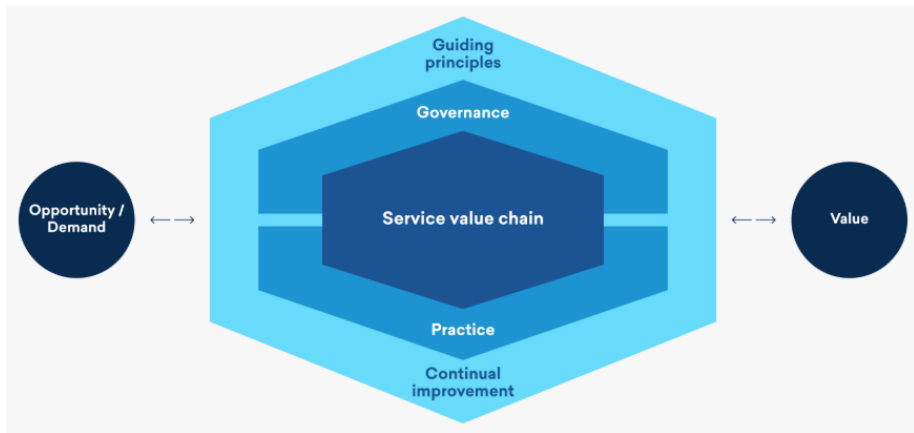 Guiding
principles
Governance
Opportunity /
Demand
Service value chain
Value
Practice
Continual
improvement